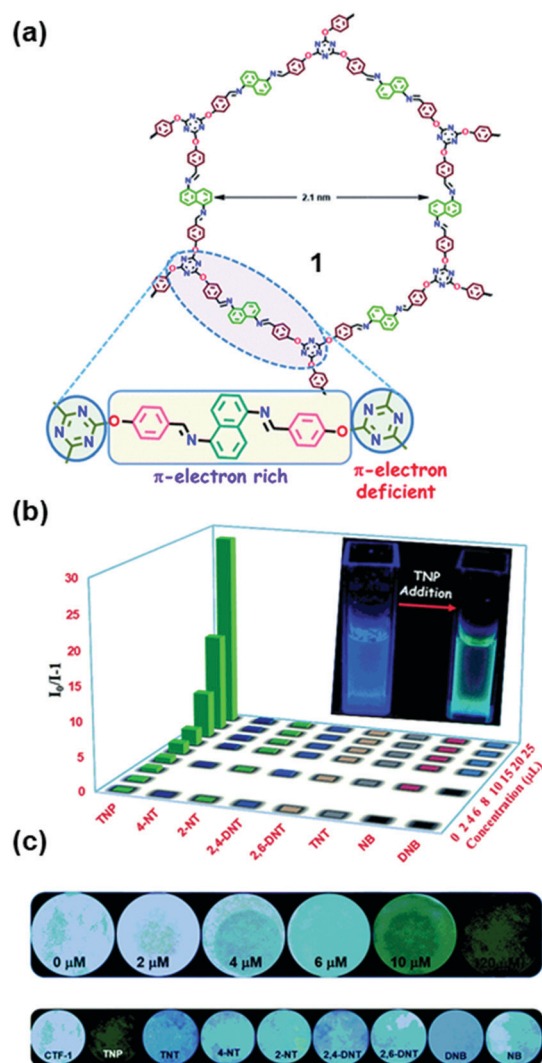 (a)
2.1 nm
1
π-electron rich
π-electron
deficient
(b)
30
25
20
15
10
5
0
I₀/I-1
TNP
Addition
TNP
4-NT
2-NT
2,4-DNT
2,6-DNT
TNT
NB
DNB
0 2 4 6 8 10 15 20 25
Concentration (μL)
(c)
0 μM
2 μM
4 μM
6 μM
10 μM
CTF-1
TNP
TNT
4-NT
2-NT
2,4-DNT
2,6-DNT
DNB
NB